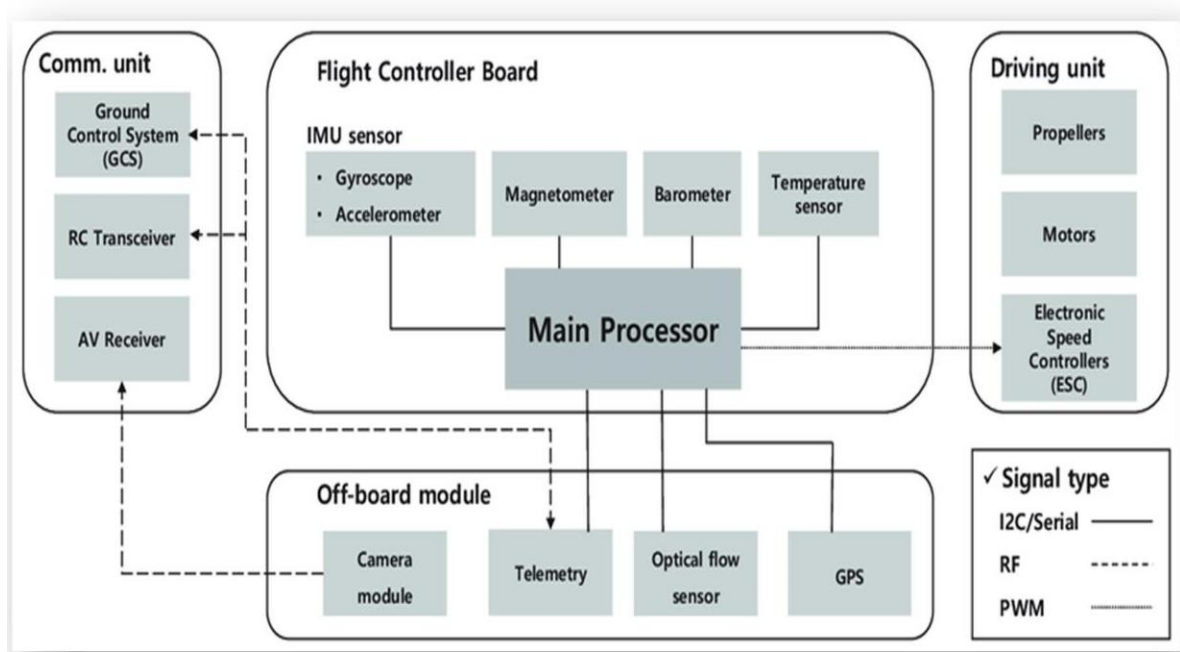 Comm. unit
Ground
Control System
(GCS)
RC Transceiver
AV Receiver
Flight Controller Board
IMU sensor
• Gyroscope
• Accelerometer
Magnetometer
Barometer
Temperature
sensor
Main Processor
Driving unit
Propellers
Motors
Electronic
Speed
Controllers
(ESC)
Off-board module
Camera
module
Telemetry
Optical flow
sensor
GPS
✓ Signal type
I2C/Serial
RF
PWM